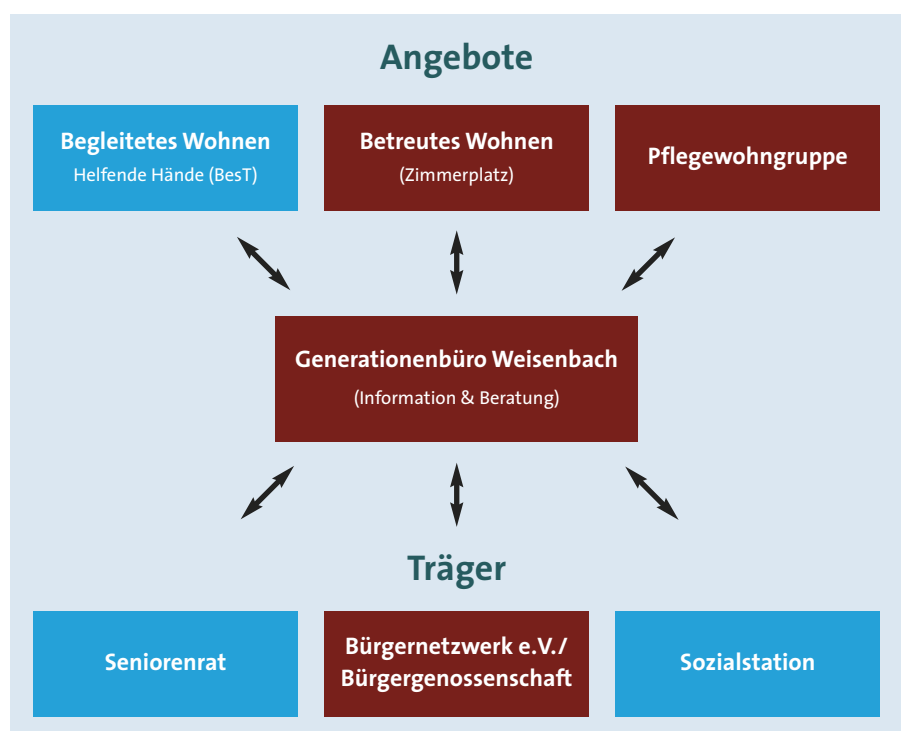 Angebote
Begleitetes Wohnen
Helfende Hände (BesT)
Betreutes Wohnen
(Zimmerplatz)
Pflegewohngruppe
Generationenbüro Weisenbach
(Information & Beratung)
Träger
Seniorenrat
Bürgernetzwerk e.V./
Bürgergenossenschaft
Sozialstation